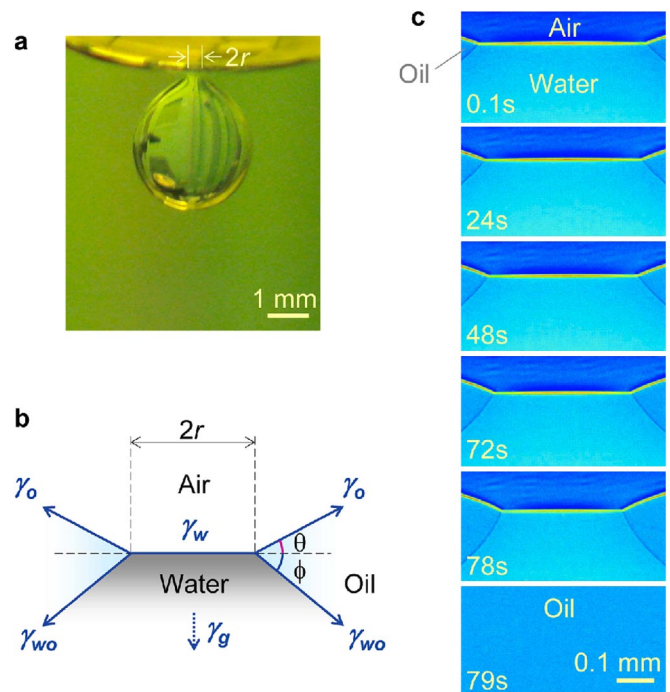 a
2r
1 mm
b
2r
Air
γo
γo
γw
θ
ϕ
Water
Oil
γwo
γg
γwo
c
Air
Oil
Water
0.1s
24s
48s
72s
78s
Oil
0.1 mm
79s